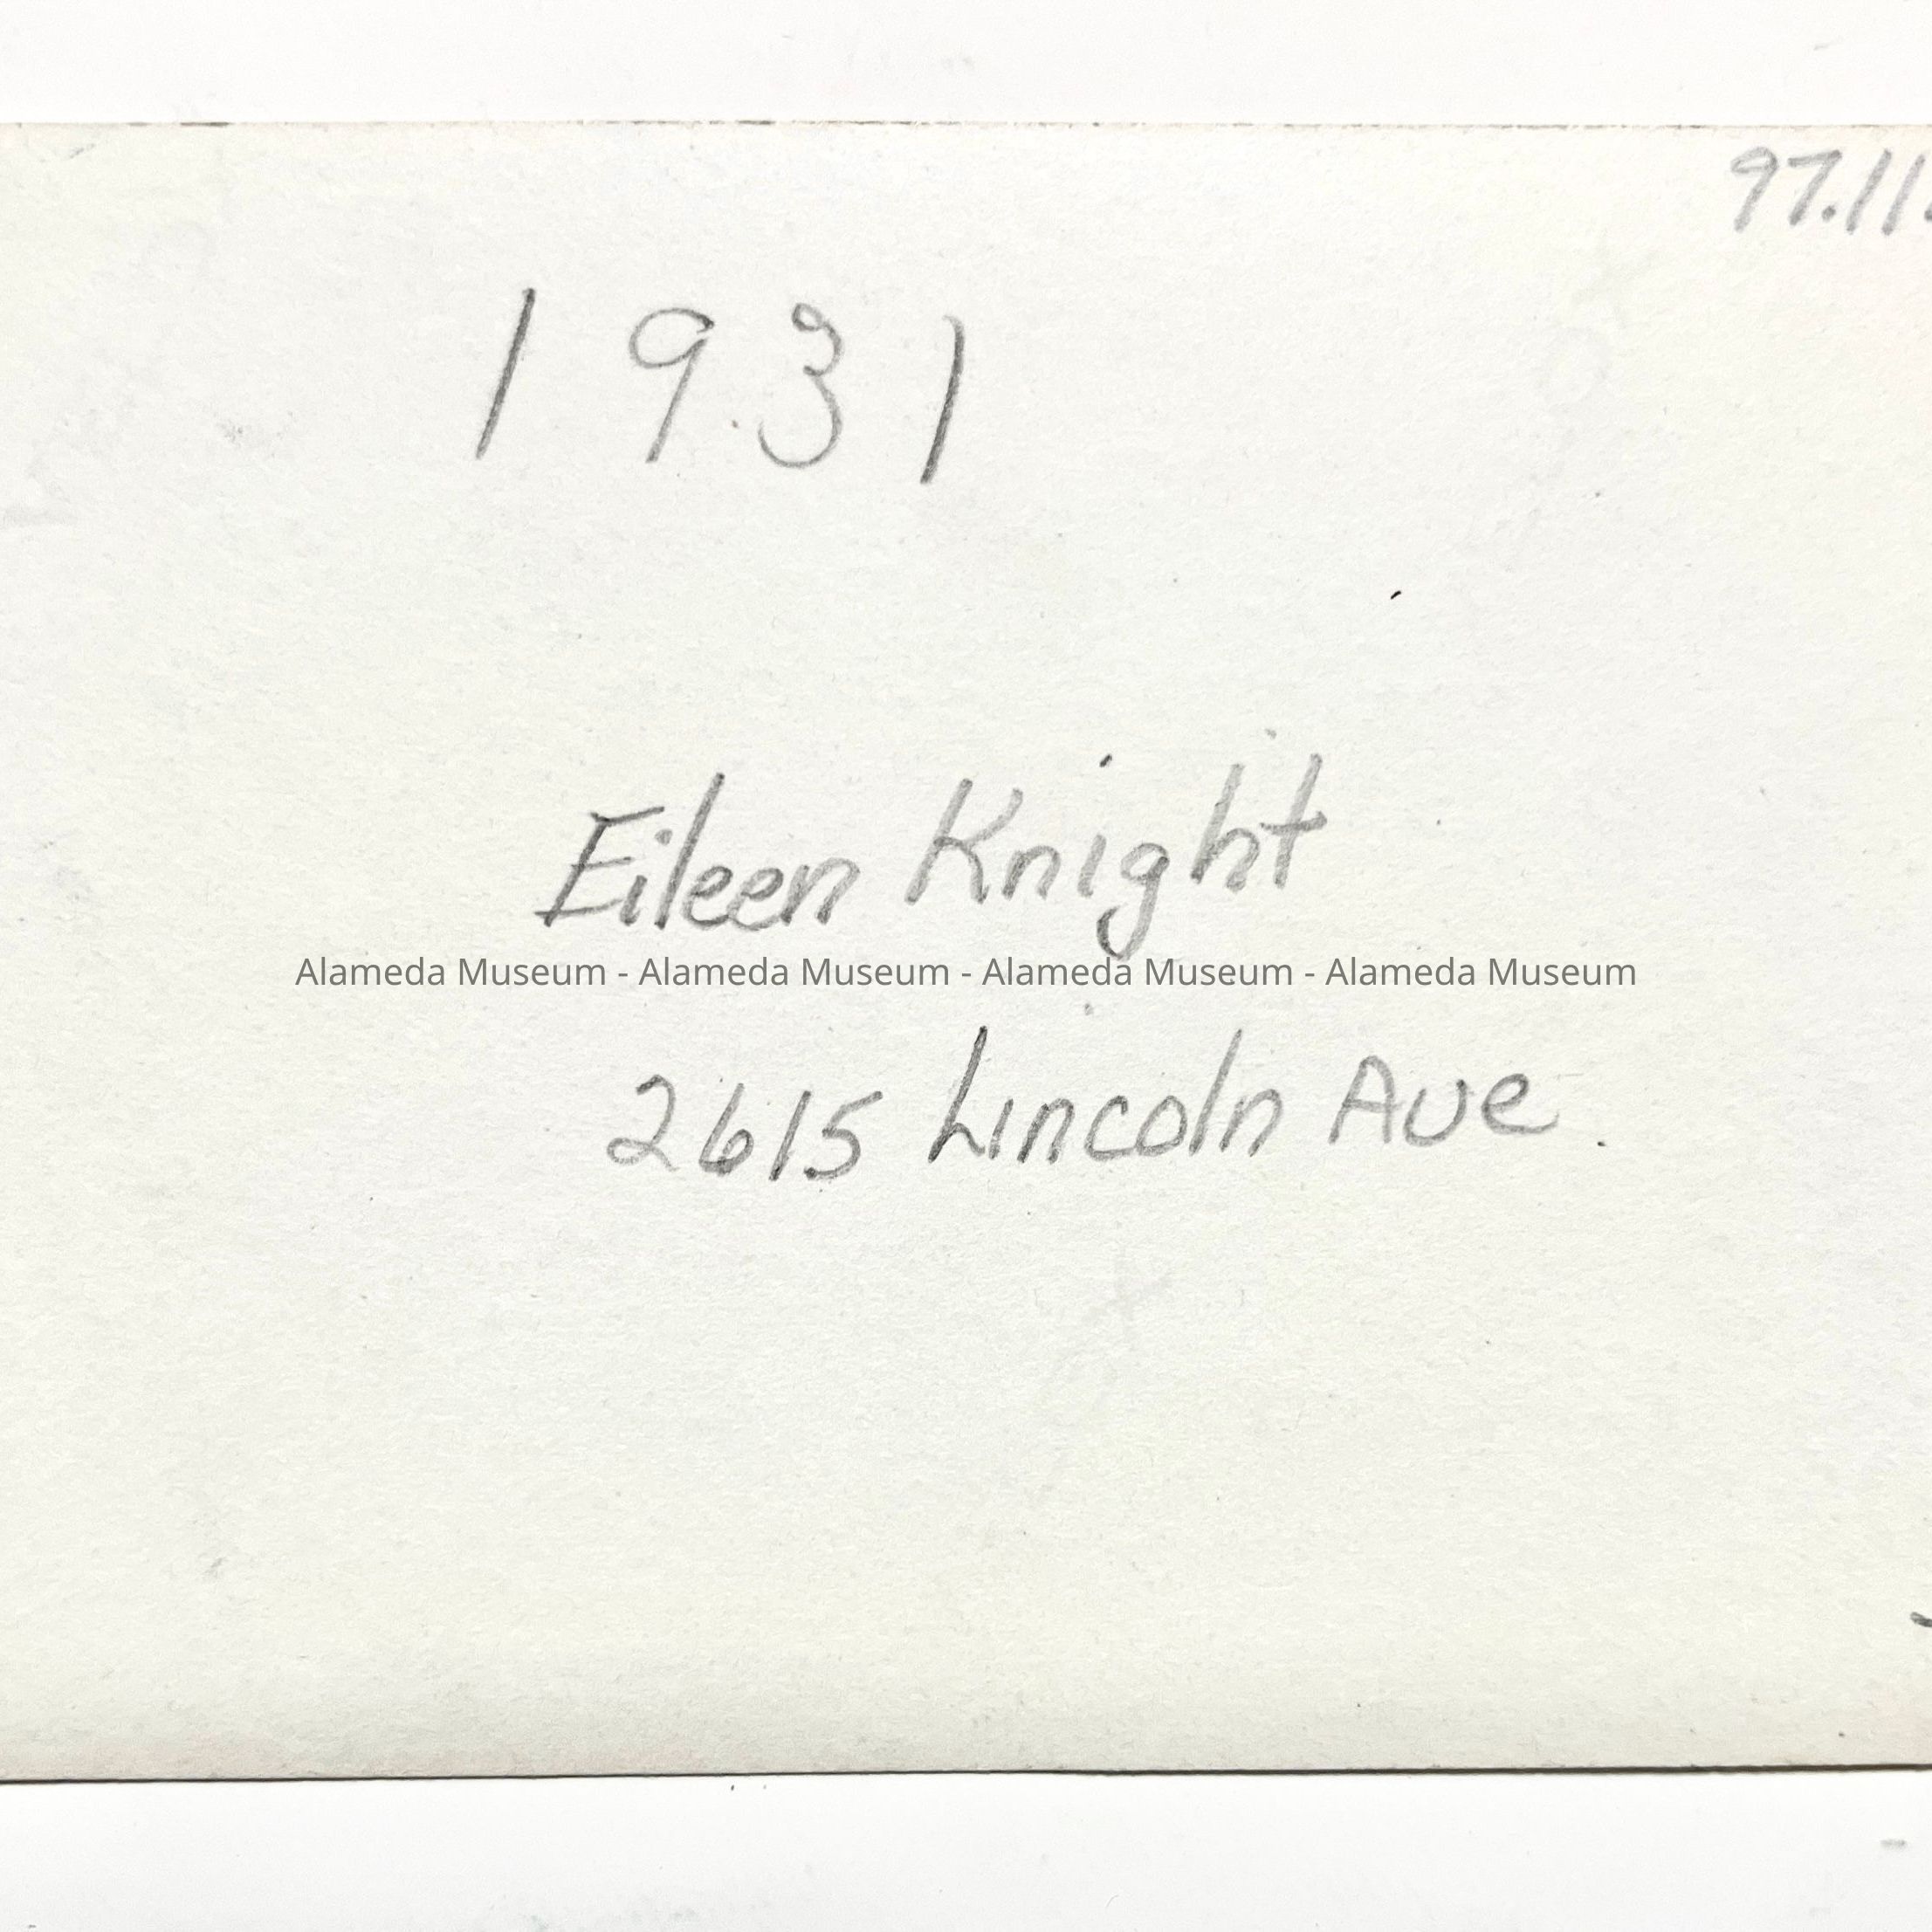 97.11.
1931
Eileen Knight
Alameda Museum - Alameda Museum - Alameda Museum - Alameda Museum
2615 Lincoln Ave.